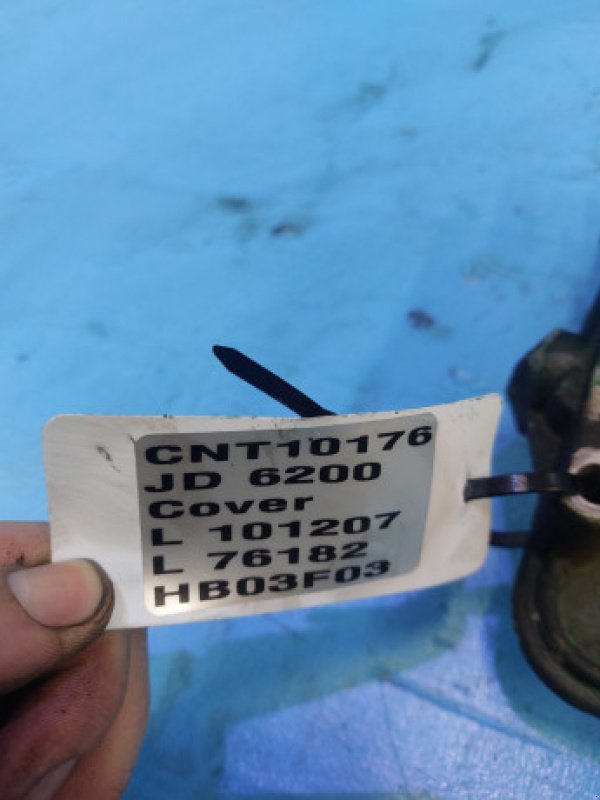 CNT10176
JD 6200
Cover
L 101207
L 76182
HB03F03